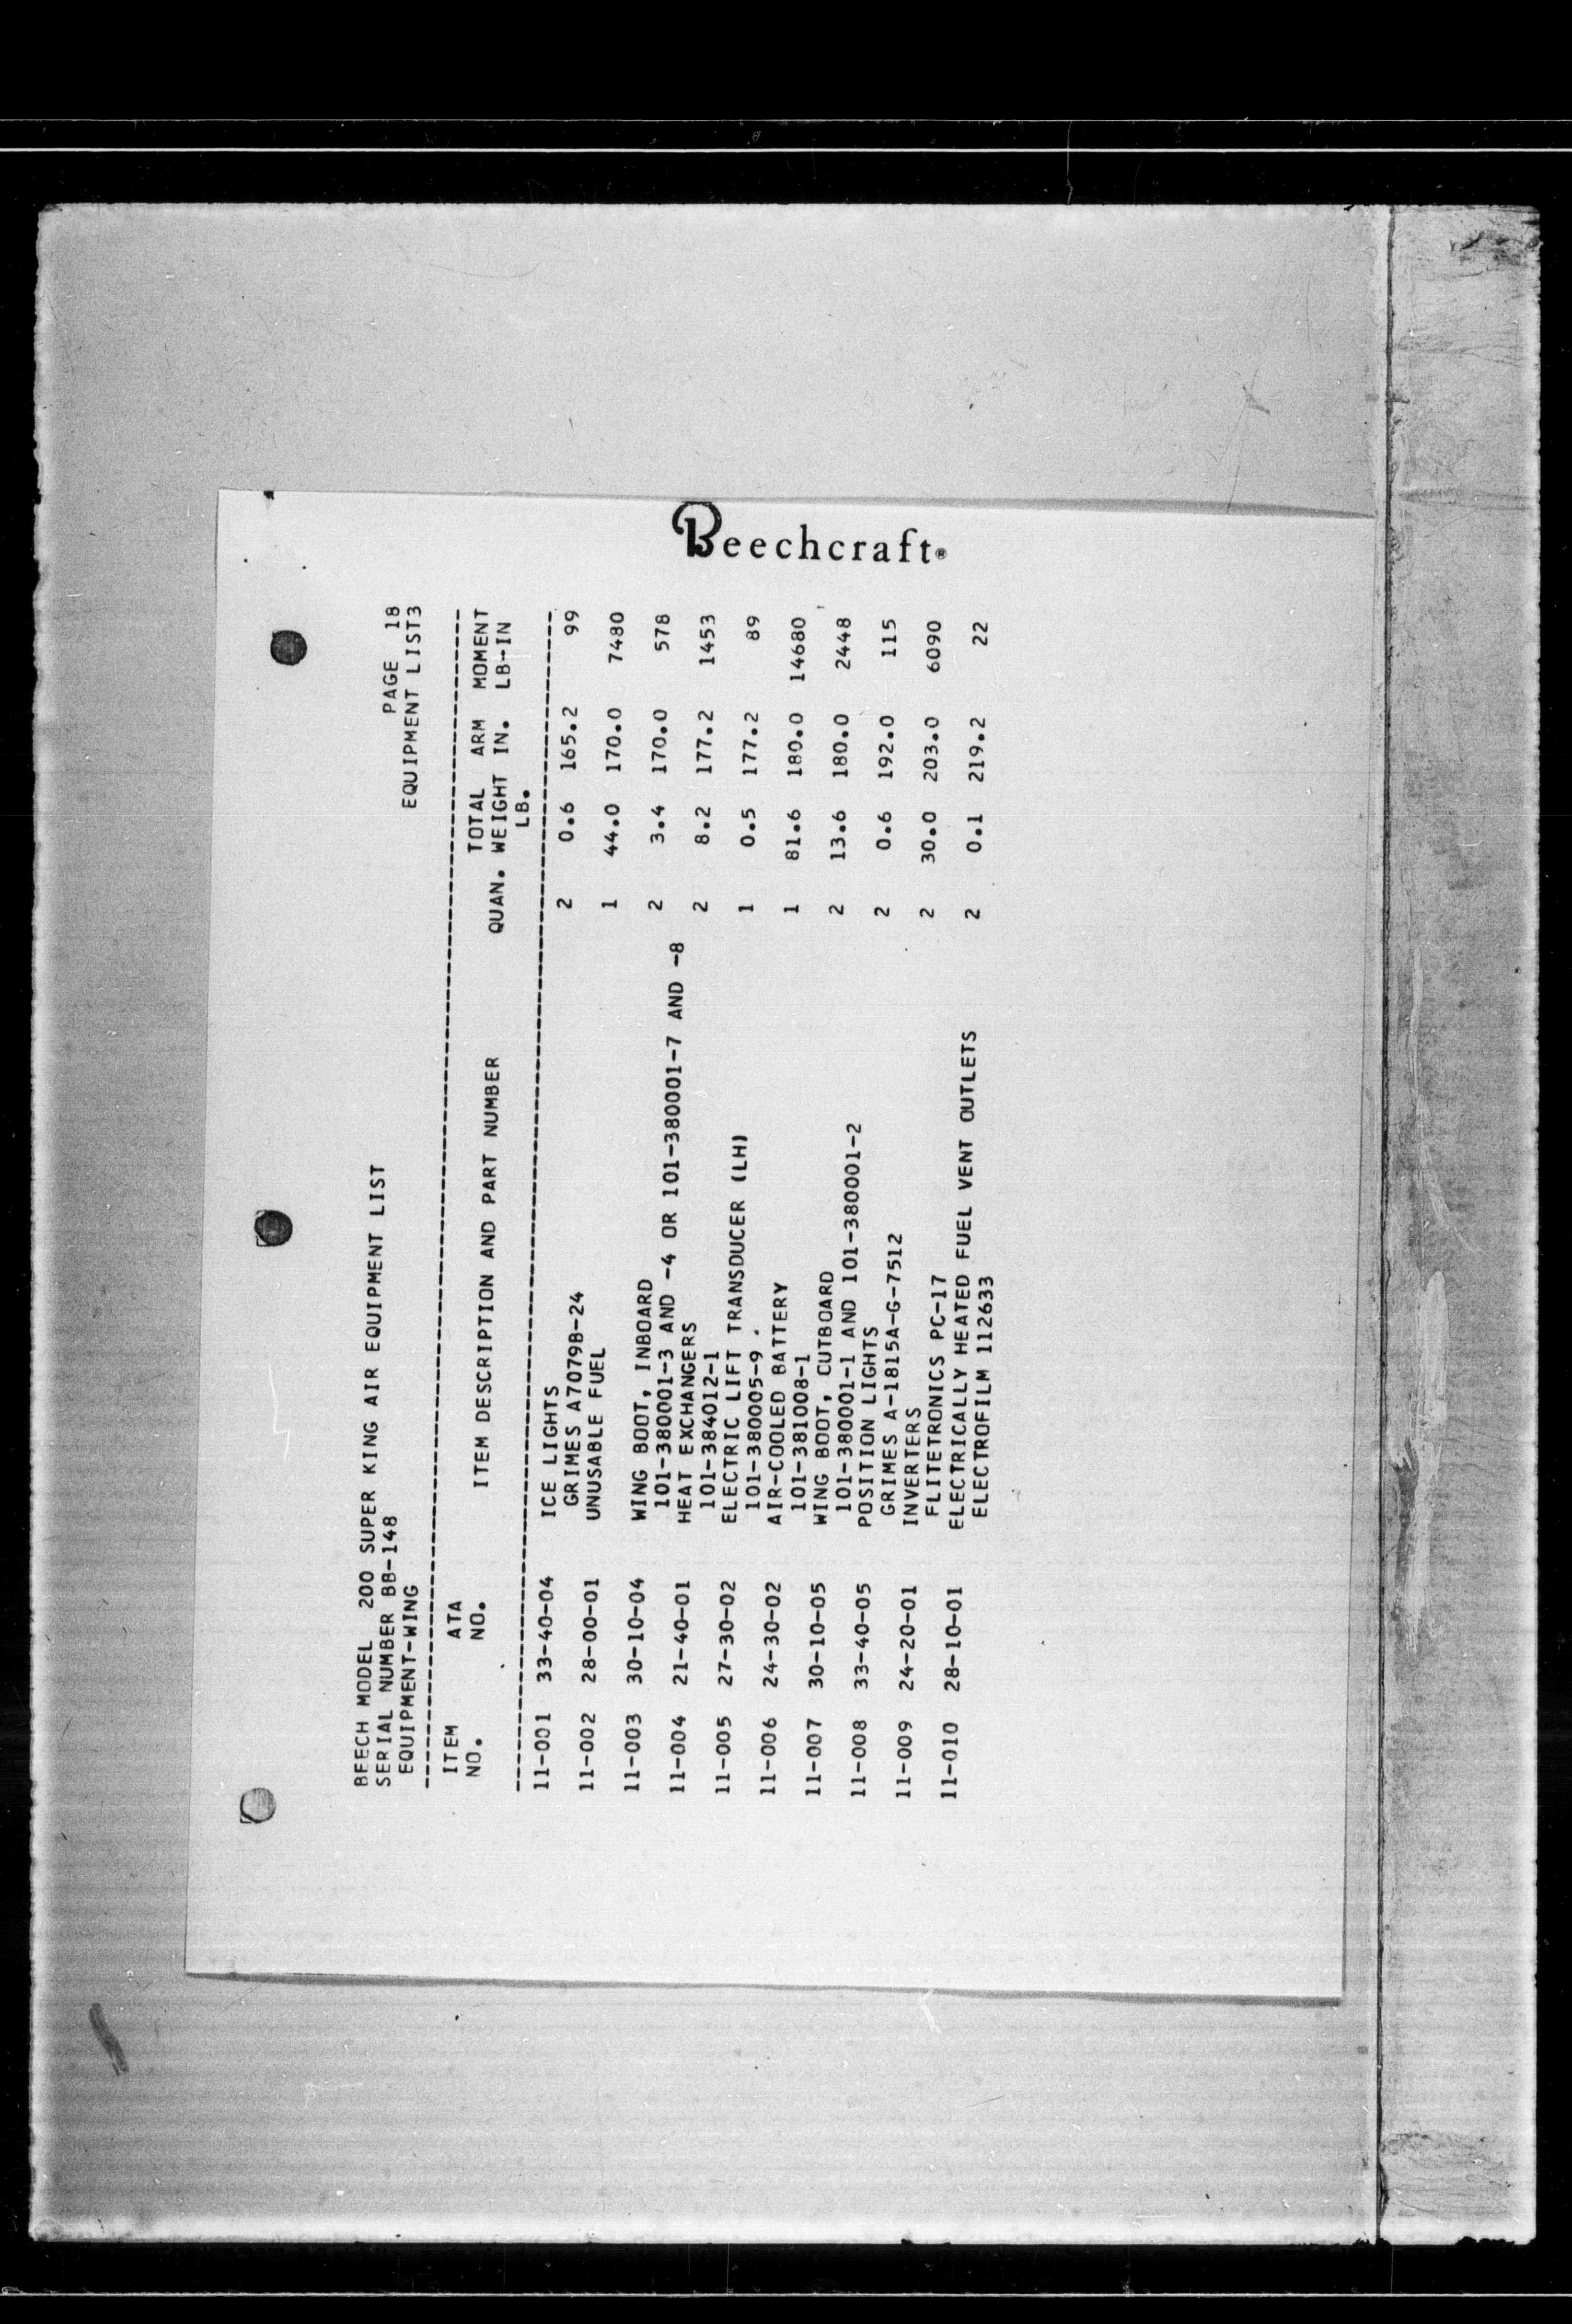 PAGE 18
BEECH MODEL 200 SUPER KING AIR EQUIPMENT LIST EQUIPMENT LIST3
SERIAL NUMBER BB-148
EQUIPMENT-WING
ITEM ATA TOTAL ARM MOMENT
NO. NO. ITEM DESCRIPTION AND PART NUMBER QUAN. WEIGHT IN. LB-IN
LB.
11-001 33-40-04 ICE LIGHTS 2 0.6 165.2 99
GRIMES A7079B-24
11-002 28-00-01 UNUSABLE FUEL 1 44.0 170.0 7480
11-003 30-10-04 WING BOOT, INBOARD 2 3.4 170.0 578
101-380001-3 AND -4 OR 101-380001-7 AND -8
11-004 21-40-01 HEAT EXCHANGERS 2 8.2 177.2 1453
101-384012-1
11-005 27-30-02 ELECTRIC LIFT TRANSDUCER (LH) 1 0.5 177.2 89
101-380005-9
11-006 24-30-02 AIR-COOLED BATTERY 1 81.6 180.0 14680
101-381008-1
11-007 30-10-05 WING BOOT, CUTBOARD 2 13.6 180.0 2448
101-380001-1 AND 101-380001-2
11-008 33-40-05 POSITION LIGHTS 2 0.6 192.0 115
GRIMES A-1815A-G-7512
11-009 24-20-01 INVERTERS 2 30.0 203.0 6090
FLITETRONICS PC-17
11-010 28-10-01 ELECTRICALLY HEATED FUEL VENT OUTLETS 2 0.1 219.2 22
ELECTROFILM 112633
Beechcraft®